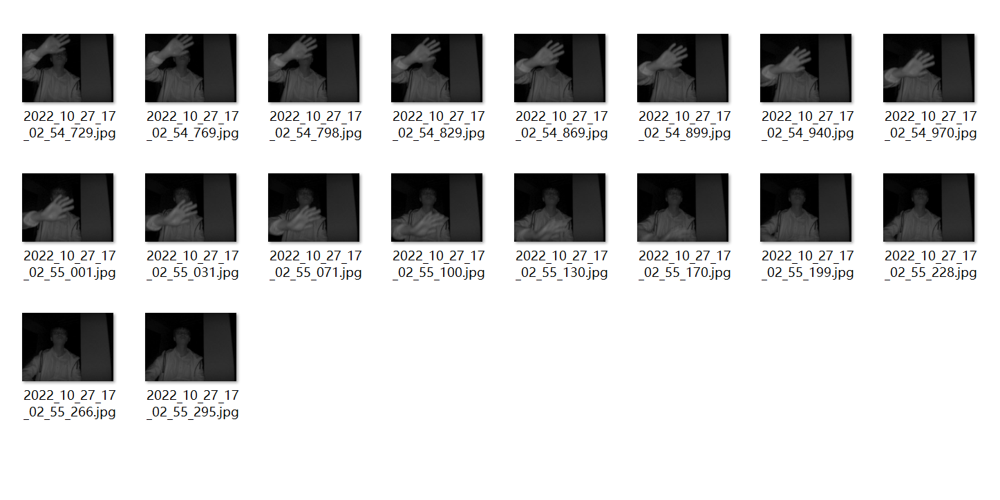 2022_10_27_17
_02_54_729.jpg
2022_10_27_17
_02_54_769.jpg
2022_10_27_17
_02_54_798.jpg
2022_10_27_17
_02_54_829.jpg
2022_10_27_17
_02_54_869.jpg
2022_10_27_17
_02_54_899.jpg
2022_10_27_17
_02_54_940.jpg
2022_10_27_17
_02_54_970.jpg
2022_10_27_17
_02_55_001.jpg
2022_10_27_17
_02_55_031.jpg
2022_10_27_17
_02_55_071.jpg
2022_10_27_17
_02_55_100.jpg
2022_10_27_17
_02_55_130.jpg
2022_10_27_17
_02_55_170.jpg
2022_10_27_17
_02_55_199.jpg
2022_10_27_17
_02_55_228.jpg
2022_10_27_17
_02_55_266.jpg
2022_10_27_17
_02_55_295.jpg